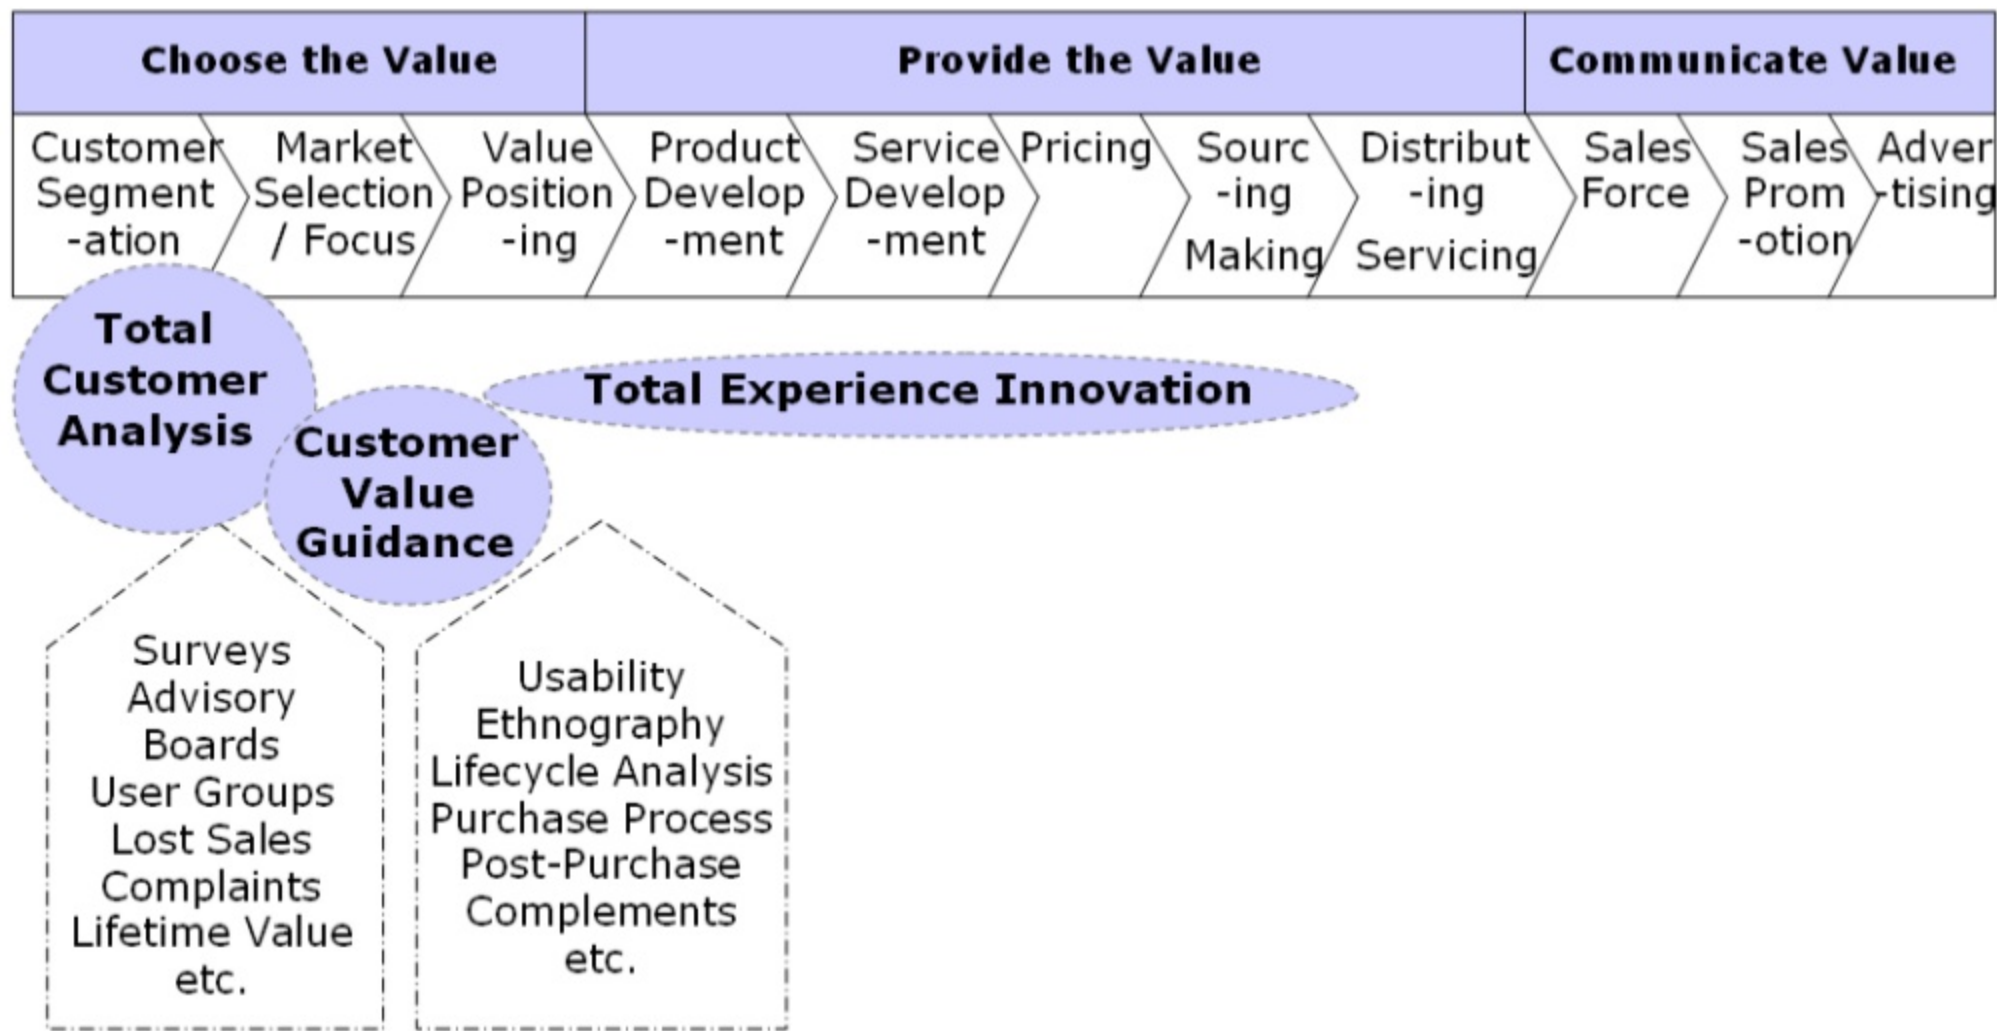 Choose the Value
Provide the Value
Communicate Value
Customer
Segment
-ation
Market
Selection
/ Focus
Value
Position
-ing
Product
Develop
-ment
Service
Develop
-ment
Pricing
Sourc
-ing
Making
Distribut
-ing
Servicing
Sales
Force
Sales
Prom
-otion
Adver
-tising
Total
Customer
Analysis
Customer
Value
Guidance
Total Experience Innovation
Surveys
Advisory
Boards
User Groups
Lost Sales
Complaints
Lifetime Value
etc.
Usability
Ethnography
Lifecycle Analysis
Purchase Process
Post-Purchase
Complements
etc.